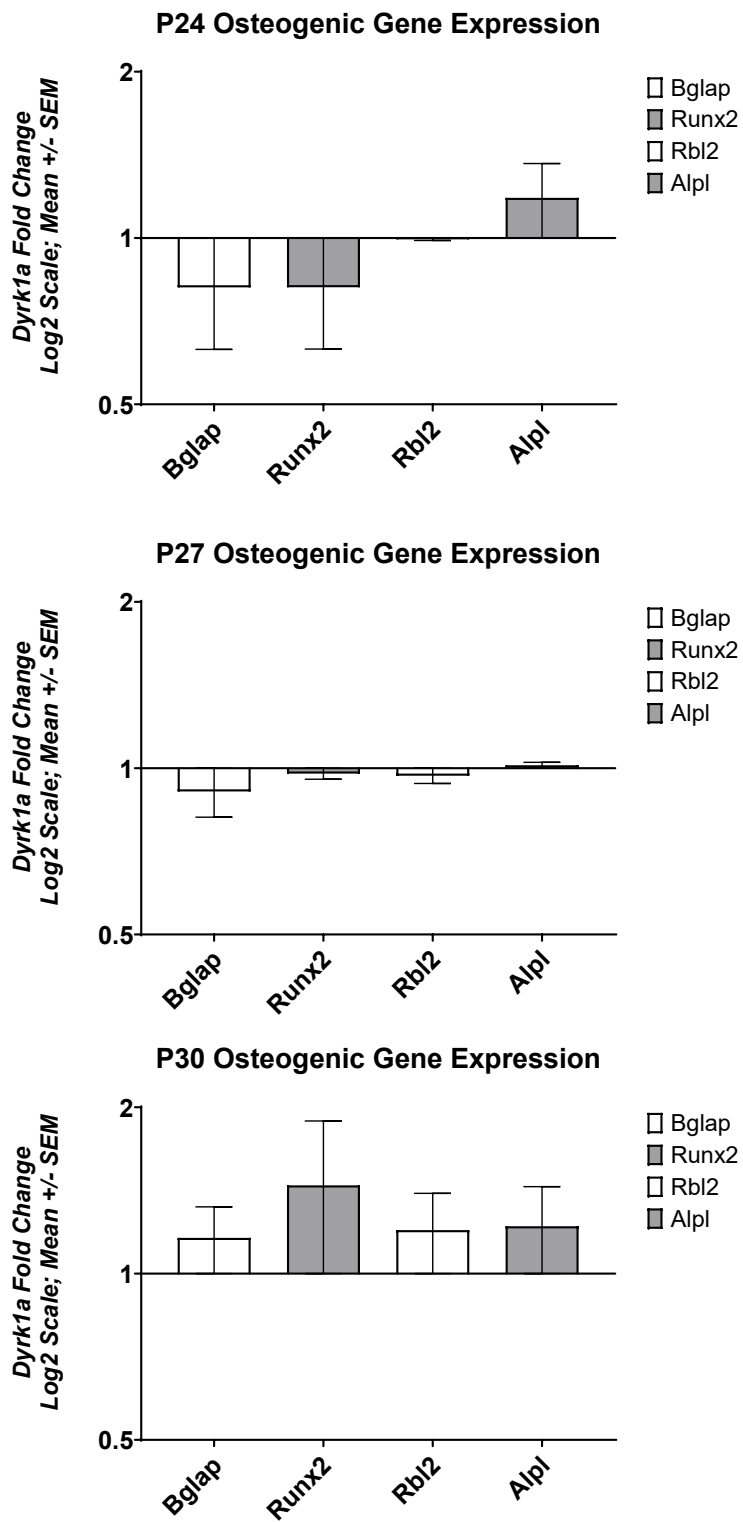 P24 Osteogenic Gene Expression
Dyrk1a Fold Change
Log2 Scale; Mean +/- SEM
2
1
0.5
Bglap
Runx2
Rbl2
Alpl
Bglap
Runx2
Rbl2
Alpl
P27 Osteogenic Gene Expression
Dyrk1a Fold Change
Log2 Scale; Mean +/- SEM
2
1
0.5
Bglap
Runx2
Rbl2
Alpl
Bglap
Runx2
Rbl2
Alpl
P30 Osteogenic Gene Expression
Dyrk1a Fold Change
Log2 Scale; Mean +/- SEM
2
1
0.5
Bglap
Runx2
Rbl2
Alpl
Bglap
Runx2
Rbl2
Alpl